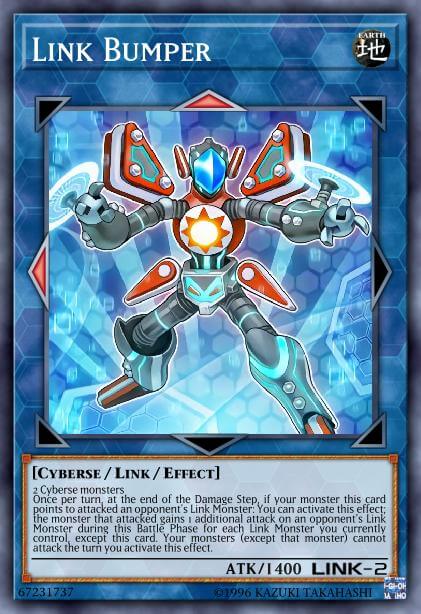 LINK BUMPER
EARTH
地
[CYBERSE / LINK / EFFECT]
2 Cyberse monsters
Once per turn, at the end of the Damage Step, if your monster this card
points to attacked an opponent's Link Monster: You can activate this effect;
the monster that attacked gains 1 additional attack on an opponent's Link
Monster during this Battle Phase for each Link Monster you currently
control, except this card. Your monsters (except that monster) cannot
attack the turn you activate this effect.
ATK/1400 LINK-2
67231737 ©1996 KAZUKI TAKAHASHI